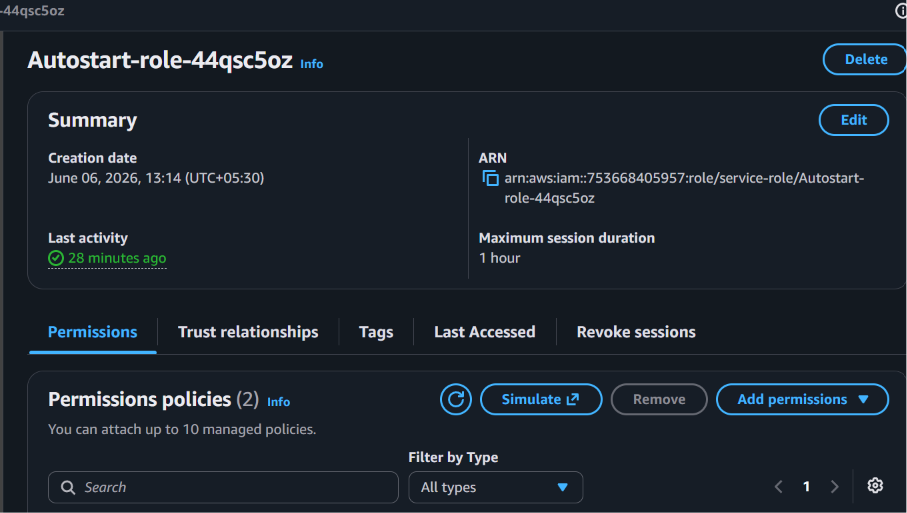 -44qsc5oz
Autostart-role-44qsc5oz Info
Delete
Summary
Edit
Creation date
June 06, 2026, 13:14 (UTC+05:30)
ARN
arn:aws:iam::753668405957:role/service-role/Autostart-
role-44qsc5oz
Last activity
28 minutes ago
Maximum session duration
1 hour
Permissions
Trust relationships
Tags
Last Accessed
Revoke sessions
Permissions policies (2) Info
Simulate
Remove
Add permissions
You can attach up to 10 managed policies.
Filter by Type
Search
All types
1